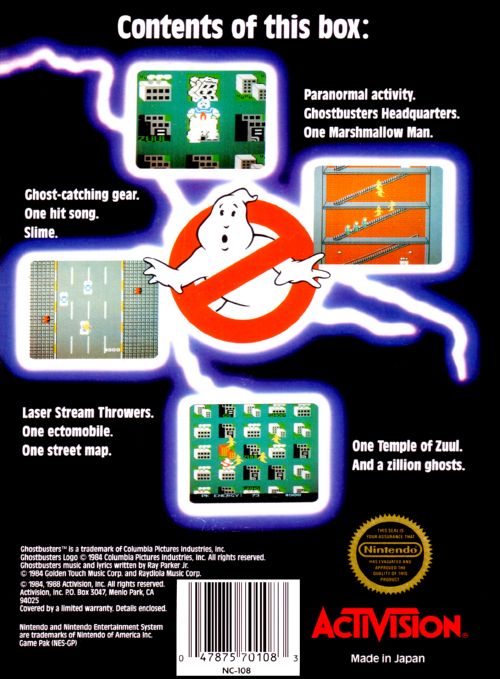 Contents of this box:
Paranormal activity.
Ghostbusters Headquarters.
One Marshmallow Man.
Ghost-catching gear.
One hit song.
Slime.
Laser Stream Throwers.
One ectomobile.
One street map.
One Temple of Zuul.
And a zillion ghosts.
ZUUL
PK ENERGY: 73
Ghostbusters™ is a trademark of Columbia Pictures Industries, Inc.
Ghostbusters Logo © 1984 Columbia Pictures Industries, Inc. All rights reserved.
Ghostbusters music and lyrics written by Ray Parker Jr.
© 1984 Golden Touch Music Corp. and Raydiola Music Corp.
© 1984, 1988 Activision, Inc. All rights reserved.
Activision, Inc. P.O. Box 3047, Menlo Park, CA
94025
Covered by a limited warranty. Details enclosed.
Nintendo and Nintendo Entertainment System
are trademarks of Nintendo of America Inc.
Game Pak (NES-GP)
THIS SEAL IS
YOUR ASSURANCE THAT
Nintendo
HAS EVALUATED AND
APPROVED THE
QUALITY OF THIS
PRODUCT
ACTIVISION®
Made in Japan
0 47875 70108 3
NC-108